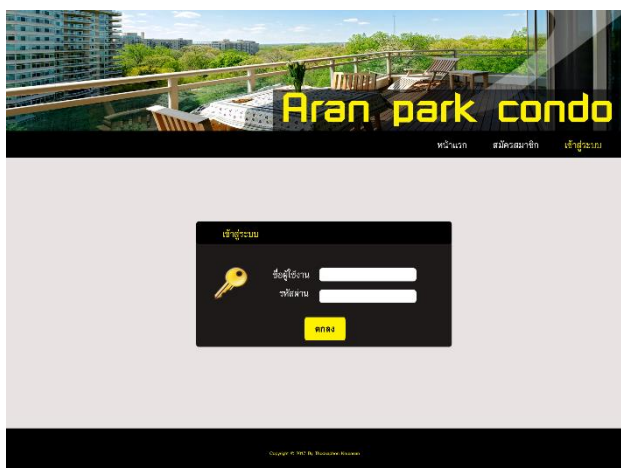 Aran park condo
หน้าแรก สมัครสมาชิก เข้าสู่ระบบ
เข้าสู่ระบบ
ชื่อผู้ใช้งาน
รหัสผ่าน
ตกลง
Copyright ©